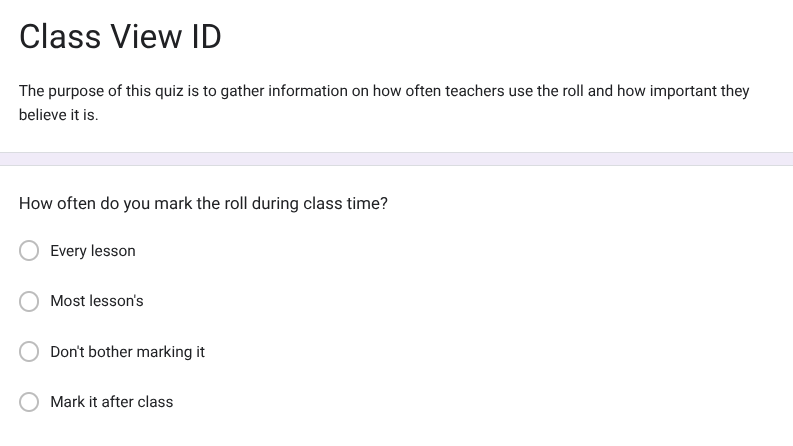 Class View ID
The purpose of this quiz is to gather information on how often teachers use the roll and how important they
believe it is.
How often do you mark the roll during class time?
Every lesson
Most lesson's
Don't bother marking it
Mark it after class